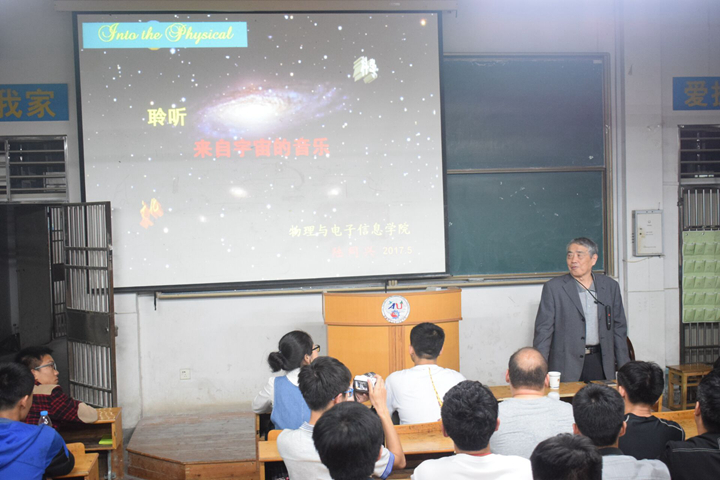 Into the Physical
我家
爱护
聆听
来自宇宙的音乐
物理与电子信息学院
2017.5